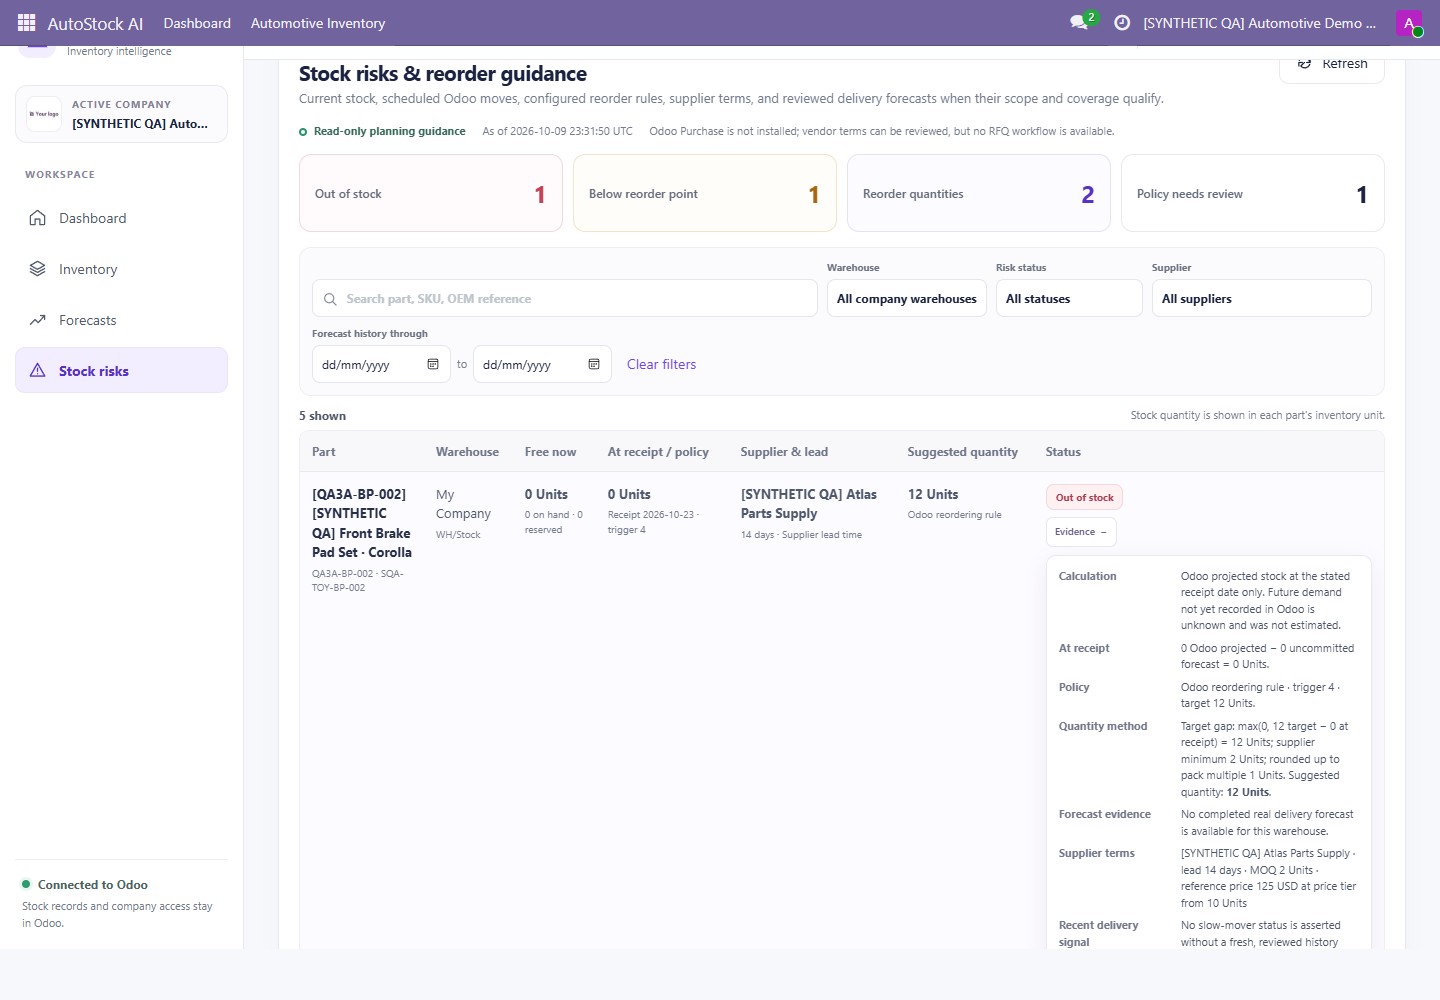 AutoStock AI
Dashboard
Automotive Inventory
2
[SYNTHETIC QA] Automotive Demo ...
A
Inventory intelligence
Your logo
ACTIVE COMPANY
[SYNTHETIC QA] Auto...
WORKSPACE
Dashboard
Inventory
Forecasts
Stock risks
Connected to Odoo
Stock records and company access stay
in Odoo.
Stock risks & reorder guidance
Refresh
Current stock, scheduled Odoo moves, configured reorder rules, supplier terms, and reviewed delivery forecasts when their scope and coverage qualify.
Read-only planning guidance
As of 2026-10-09 23:31:50 UTC
Odoo Purchase is not installed; vendor terms can be reviewed, but no RFQ workflow is available.
Out of stock
1
Below reorder point
1
Reorder quantities
2
Policy needs review
1
Search part, SKU, OEM reference
Warehouse
All company warehouses
Risk status
All statuses
Supplier
All suppliers
Forecast history through
dd/mm/yyyy
to
dd/mm/yyyy
Clear filters
5 shown
Stock quantity is shown in each part's inventory unit.
Part
Warehouse
Free now
At receipt / policy
Supplier & lead
Suggested quantity
Status
[QA3A-BP-002]
[SYNTHETIC
QA] Front Brake
Pad Set · Corolla
QA3A-BP-002 · SQA-
TOY-BP-002
My
Company
WH/Stock
0 Units
0 on hand · 0
reserved
0 Units
Receipt 2026-10-23 ·
trigger 4
[SYNTHETIC QA] Atlas
Parts Supply
14 days · Supplier lead time
12 Units
Odoo reordering rule
Out of stock
Evidence –
Calculation
Odoo projected stock at the stated
receipt date only. Future demand
not yet recorded in Odoo is
unknown and was not estimated.
At receipt
0 Odoo projected − 0 uncommitted
forecast = 0 Units.
Policy
Odoo reordering rule · trigger 4 ·
target 12 Units.
Quantity method
Target gap: max(0, 12 target − 0 at
receipt) = 12 Units; supplier
minimum 2 Units; rounded up to
pack multiple 1 Units. Suggested
quantity: 12 Units.
Forecast evidence
No completed real delivery forecast
is available for this warehouse.
Supplier terms
[SYNTHETIC QA] Atlas Parts Supply ·
lead 14 days · MOQ 2 Units ·
reference price 125 USD at price tier
from 10 Units
Recent delivery
signal
No slow-mover status is asserted
without a fresh, reviewed history